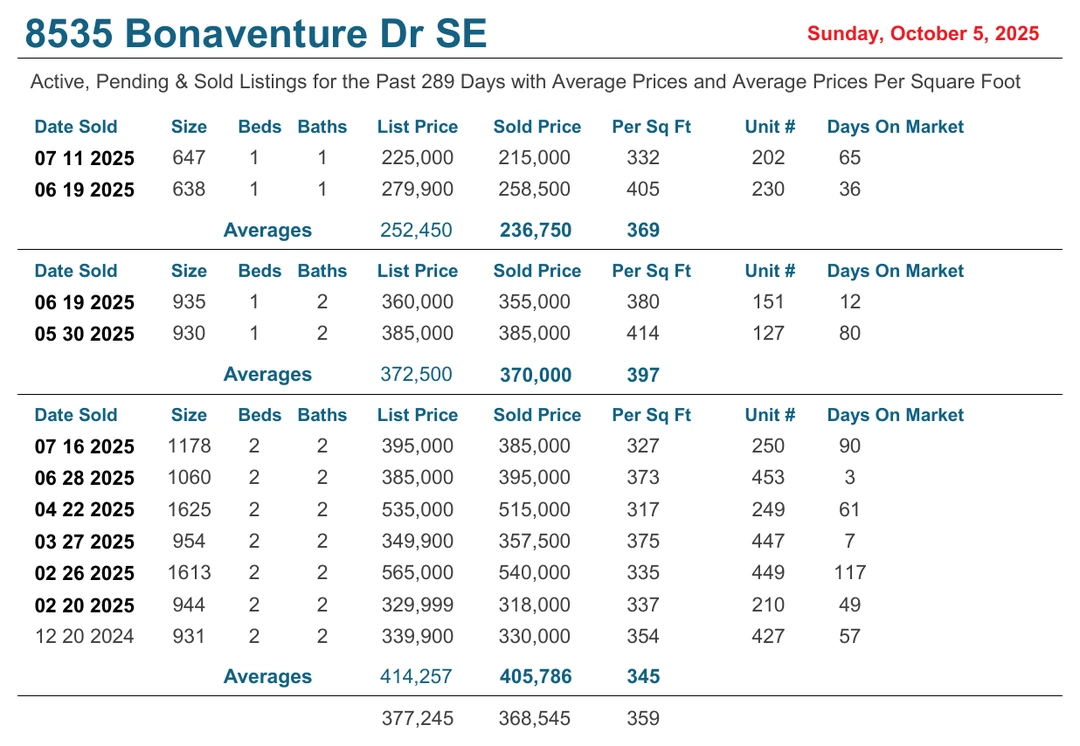 8535 Bonaventure Dr SE Sunday, October 5, 2025
Active, Pending & Sold Listings for the Past 289 Days with Average Prices and Average Prices Per Square Foot
Date Sold Size Beds Baths List Price Sold Price Per Sq Ft Unit # Days On Market
07 11 2025 647 1 1 225,000 215,000 332 202 65
06 19 2025 638 1 1 279,900 258,500 405 230 36
Averages 252,450 236,750 369
Date Sold Size Beds Baths List Price Sold Price Per Sq Ft Unit # Days On Market
06 19 2025 935 1 2 360,000 355,000 380 151 12
05 30 2025 930 1 2 385,000 385,000 414 127 80
Averages 372,500 370,000 397
Date Sold Size Beds Baths List Price Sold Price Per Sq Ft Unit # Days On Market
07 16 2025 1178 2 2 395,000 385,000 327 250 90
06 28 2025 1060 2 2 385,000 395,000 373 453 3
04 22 2025 1625 2 2 535,000 515,000 317 249 61
03 27 2025 954 2 2 349,900 357,500 375 447 7
02 26 2025 1613 2 2 565,000 540,000 335 449 117
02 20 2025 944 2 2 329,999 318,000 337 210 49
12 20 2024 931 2 2 339,900 330,000 354 427 57
Averages 414,257 405,786 345
377,245 368,545 359